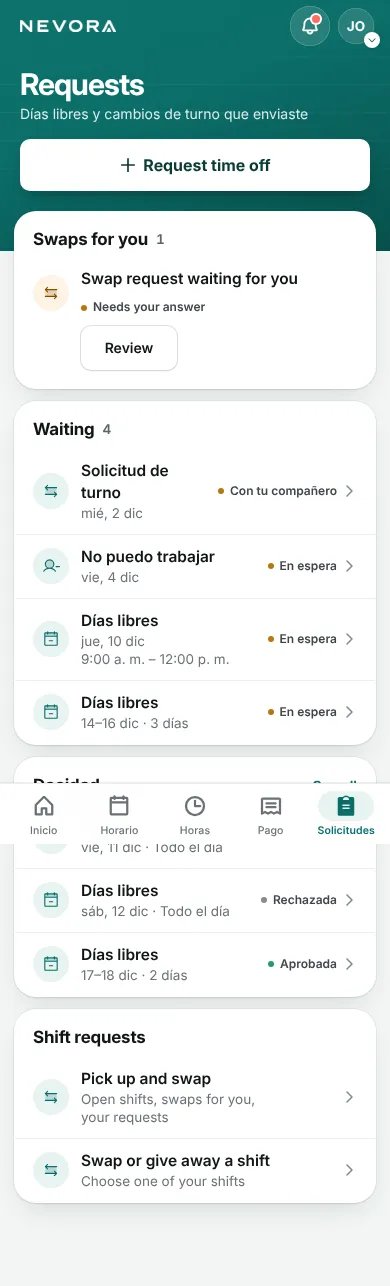 NEVORA
JO
Requests
Días libres y cambios de turno que enviaste
Request time off
Swaps for you 1
Swap request waiting for you
Needs your answer
Review
Waiting 4
Solicitud de
turno
Con tu compañero
mié, 2 dic
No puedo trabajar
En espera
vie, 4 dic
Días libres
jue, 10 dic
En espera
9:00 a. m. – 12:00 p. m.
Días libres
En espera
14–16 dic · 3 días
Decided
Inicio
Horario
Horas
Pago
Solicitudes
vie, 11 dic · Todo el día
Días libres
Rechazada
sáb, 12 dic · Todo el día
Días libres
Aprobada
17–18 dic · 2 días
Shift requests
Pick up and swap
Open shifts, swaps for you,
your requests
Swap or give away a shift
Choose one of your shifts